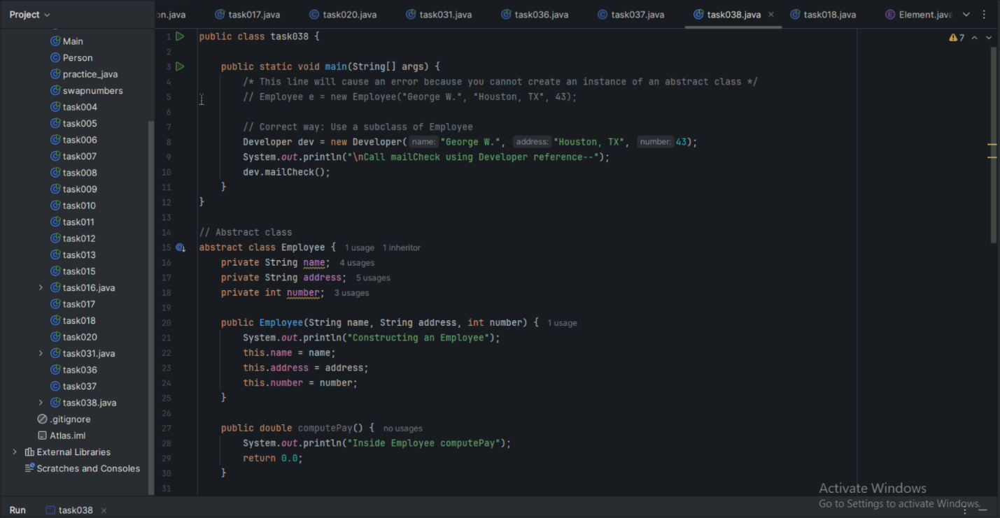 Project
on.java
task017.java
task020.java
task031.java
task036.java
task037.java
task038.java
task018.java
Element.java
Main
Person
practice_java
swapnumbers
task004
task005
task006
task007
task008
task009
task010
task011
task012
task013
task015
task016.java
task017
task018
task020
task031.java
task036
task037
task038.java
.gitignore
Atlas.iml
External Libraries
Scratches and Consoles
7
1 public class task038 {
2
3 public static void main(String[] args) {
4 /* This line will cause an error because you cannot create an instance of an abstract class */
5 // Employee e = new Employee("George W.", "Houston, TX", 43);
6
7 // Correct way: Use a subclass of Employee
8 Developer dev = new Developer( name: "George W.", address: "Houston, TX", number: 43);
9 System.out.println("\nCall mailCheck using Developer reference--");
10 dev.mailCheck();
11 }
12 }
13
14 // Abstract class
15 abstract class Employee { 1 usage 1 inheritor
16 private String name; 4 usages
17 private String address; 5 usages
18 private int number; 3 usages
19
20 public Employee(String name, String address, int number) { 1 usage
21 System.out.println("Constructing an Employee");
22 this.name = name;
23 this.address = address;
24 this.number = number;
25 }
26
27 public double computePay() { no usages
28 System.out.println("Inside Employee computePay");
29 return 0.0;
30 }
31
Activate Windows
Go to Settings to activate Windows.
Run task038